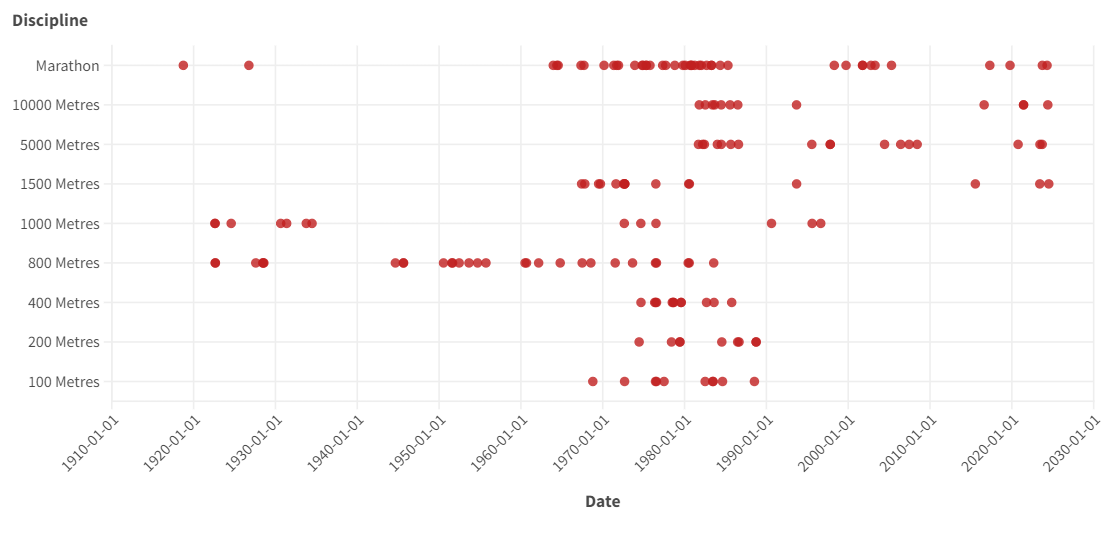 Discipline
Marathon
10000 Metres
5000 Metres
1500 Metres
1000 Metres
800 Metres
400 Metres
200 Metres
100 Metres
1910-01-01
1920-01-01
1930-01-01
1940-01-01
1950-01-01
1960-01-01
1970-01-01
1980-01-01
1990-01-01
2000-01-01
2010-01-01
2020-01-01
2030-01-01
Date